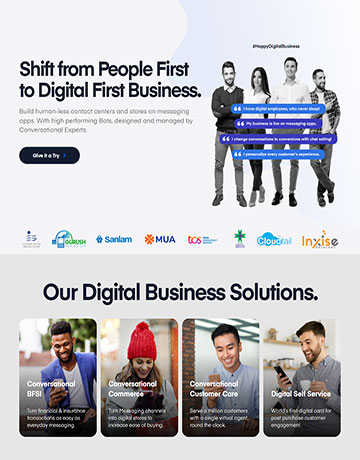 #HappyDigitalBusiness
Shift from People First
to Digital First Business.
Build human-less contact centers and stores on messaging
apps. With high performing Bots, designed and managed by
Conversational Experts.
Give it a Try
I have digital employees, who never sleep!
My business is live on messaging apps.
I change conversations to conversions with chat selling!
I personalize every customer's experience.
GURUSH
Sanlam
MUA
tcs
Cloudtail
Inxise
Our Digital Business Solutions.
Conversational
BFSI
Turn financial & insurance
transactions as easy as
everyday messaging.
Conversational
Commerce
Turn Messaging channels
into digital stores to
increase ease of buying.
Conversational
Customer Care
Serve a million customers
with a single virtual agent,
round the clock.
Digital Self Service
World's first digital card for
post purchase customer
engagement.